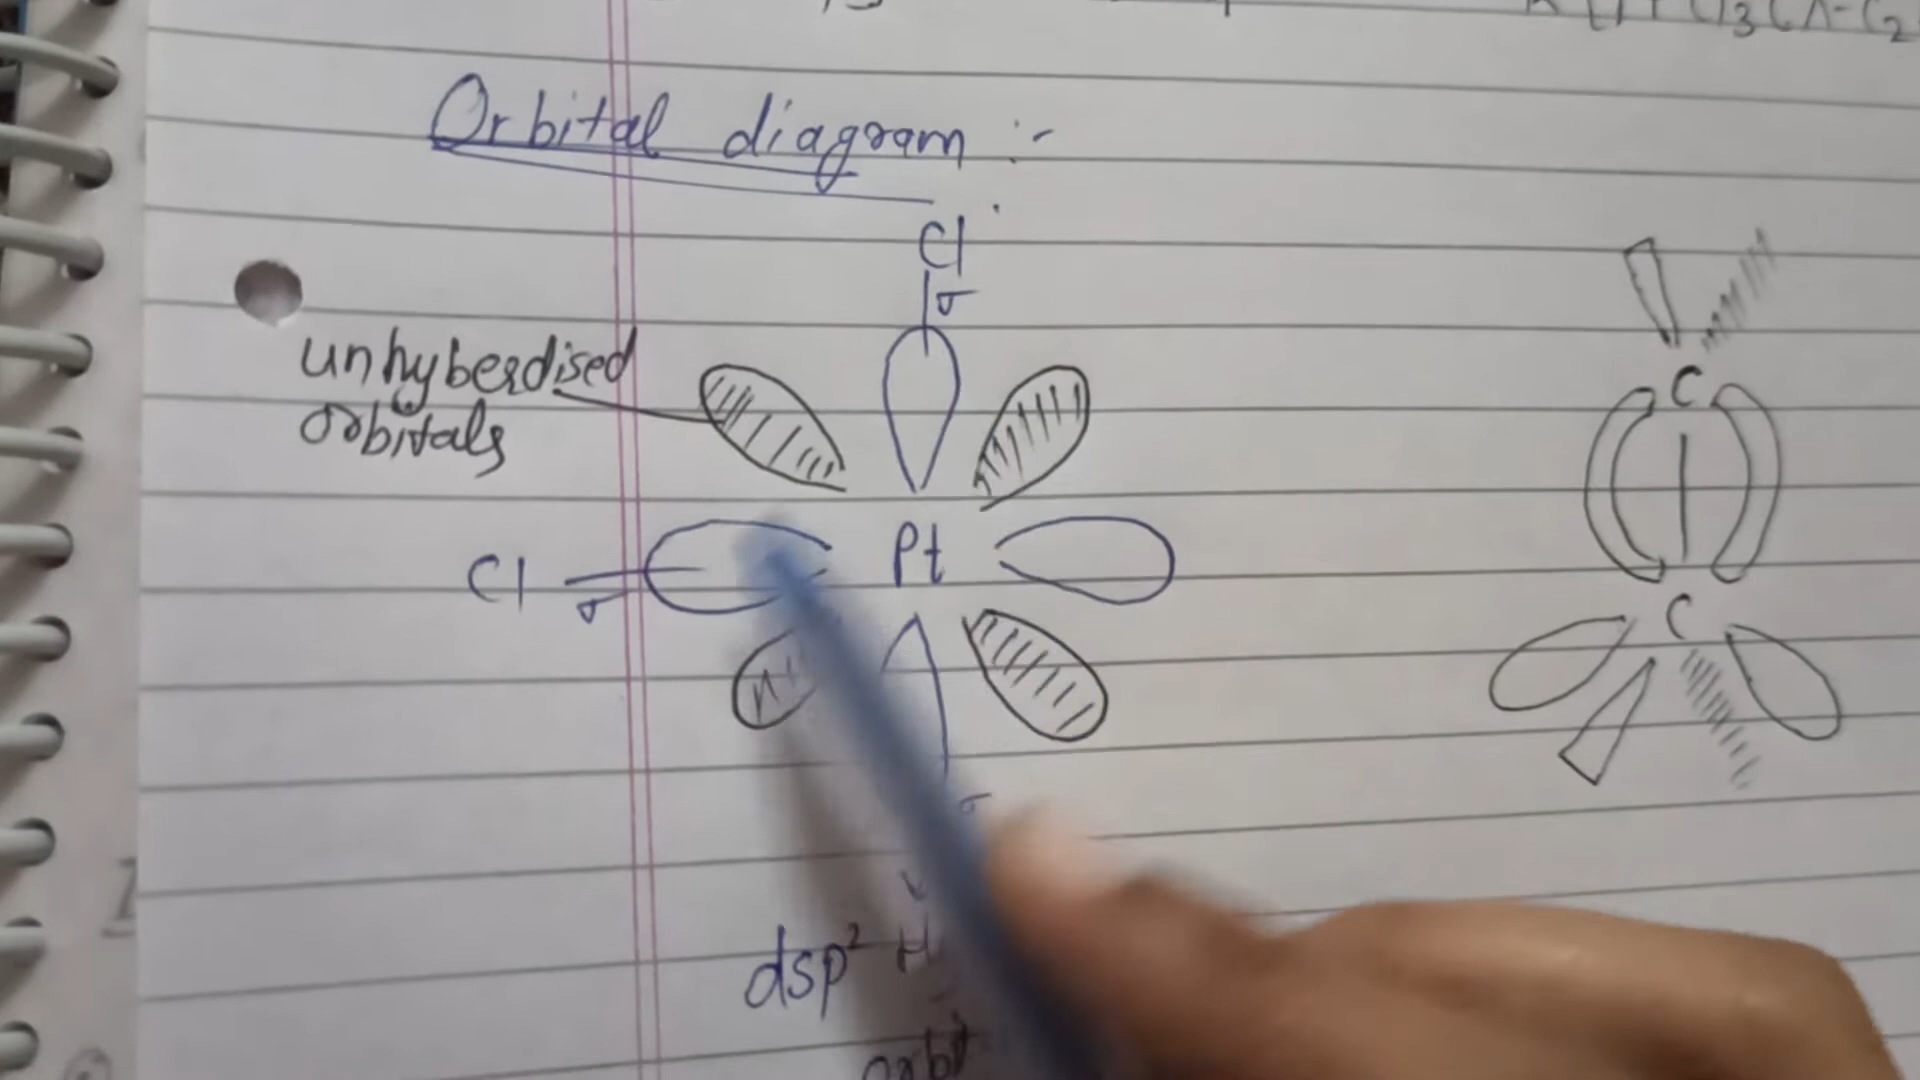 Orbital diagram :-
Cl
σ
unhyberdised
orbitals
Pt
Cl
σ
σ
dsp²
C
C